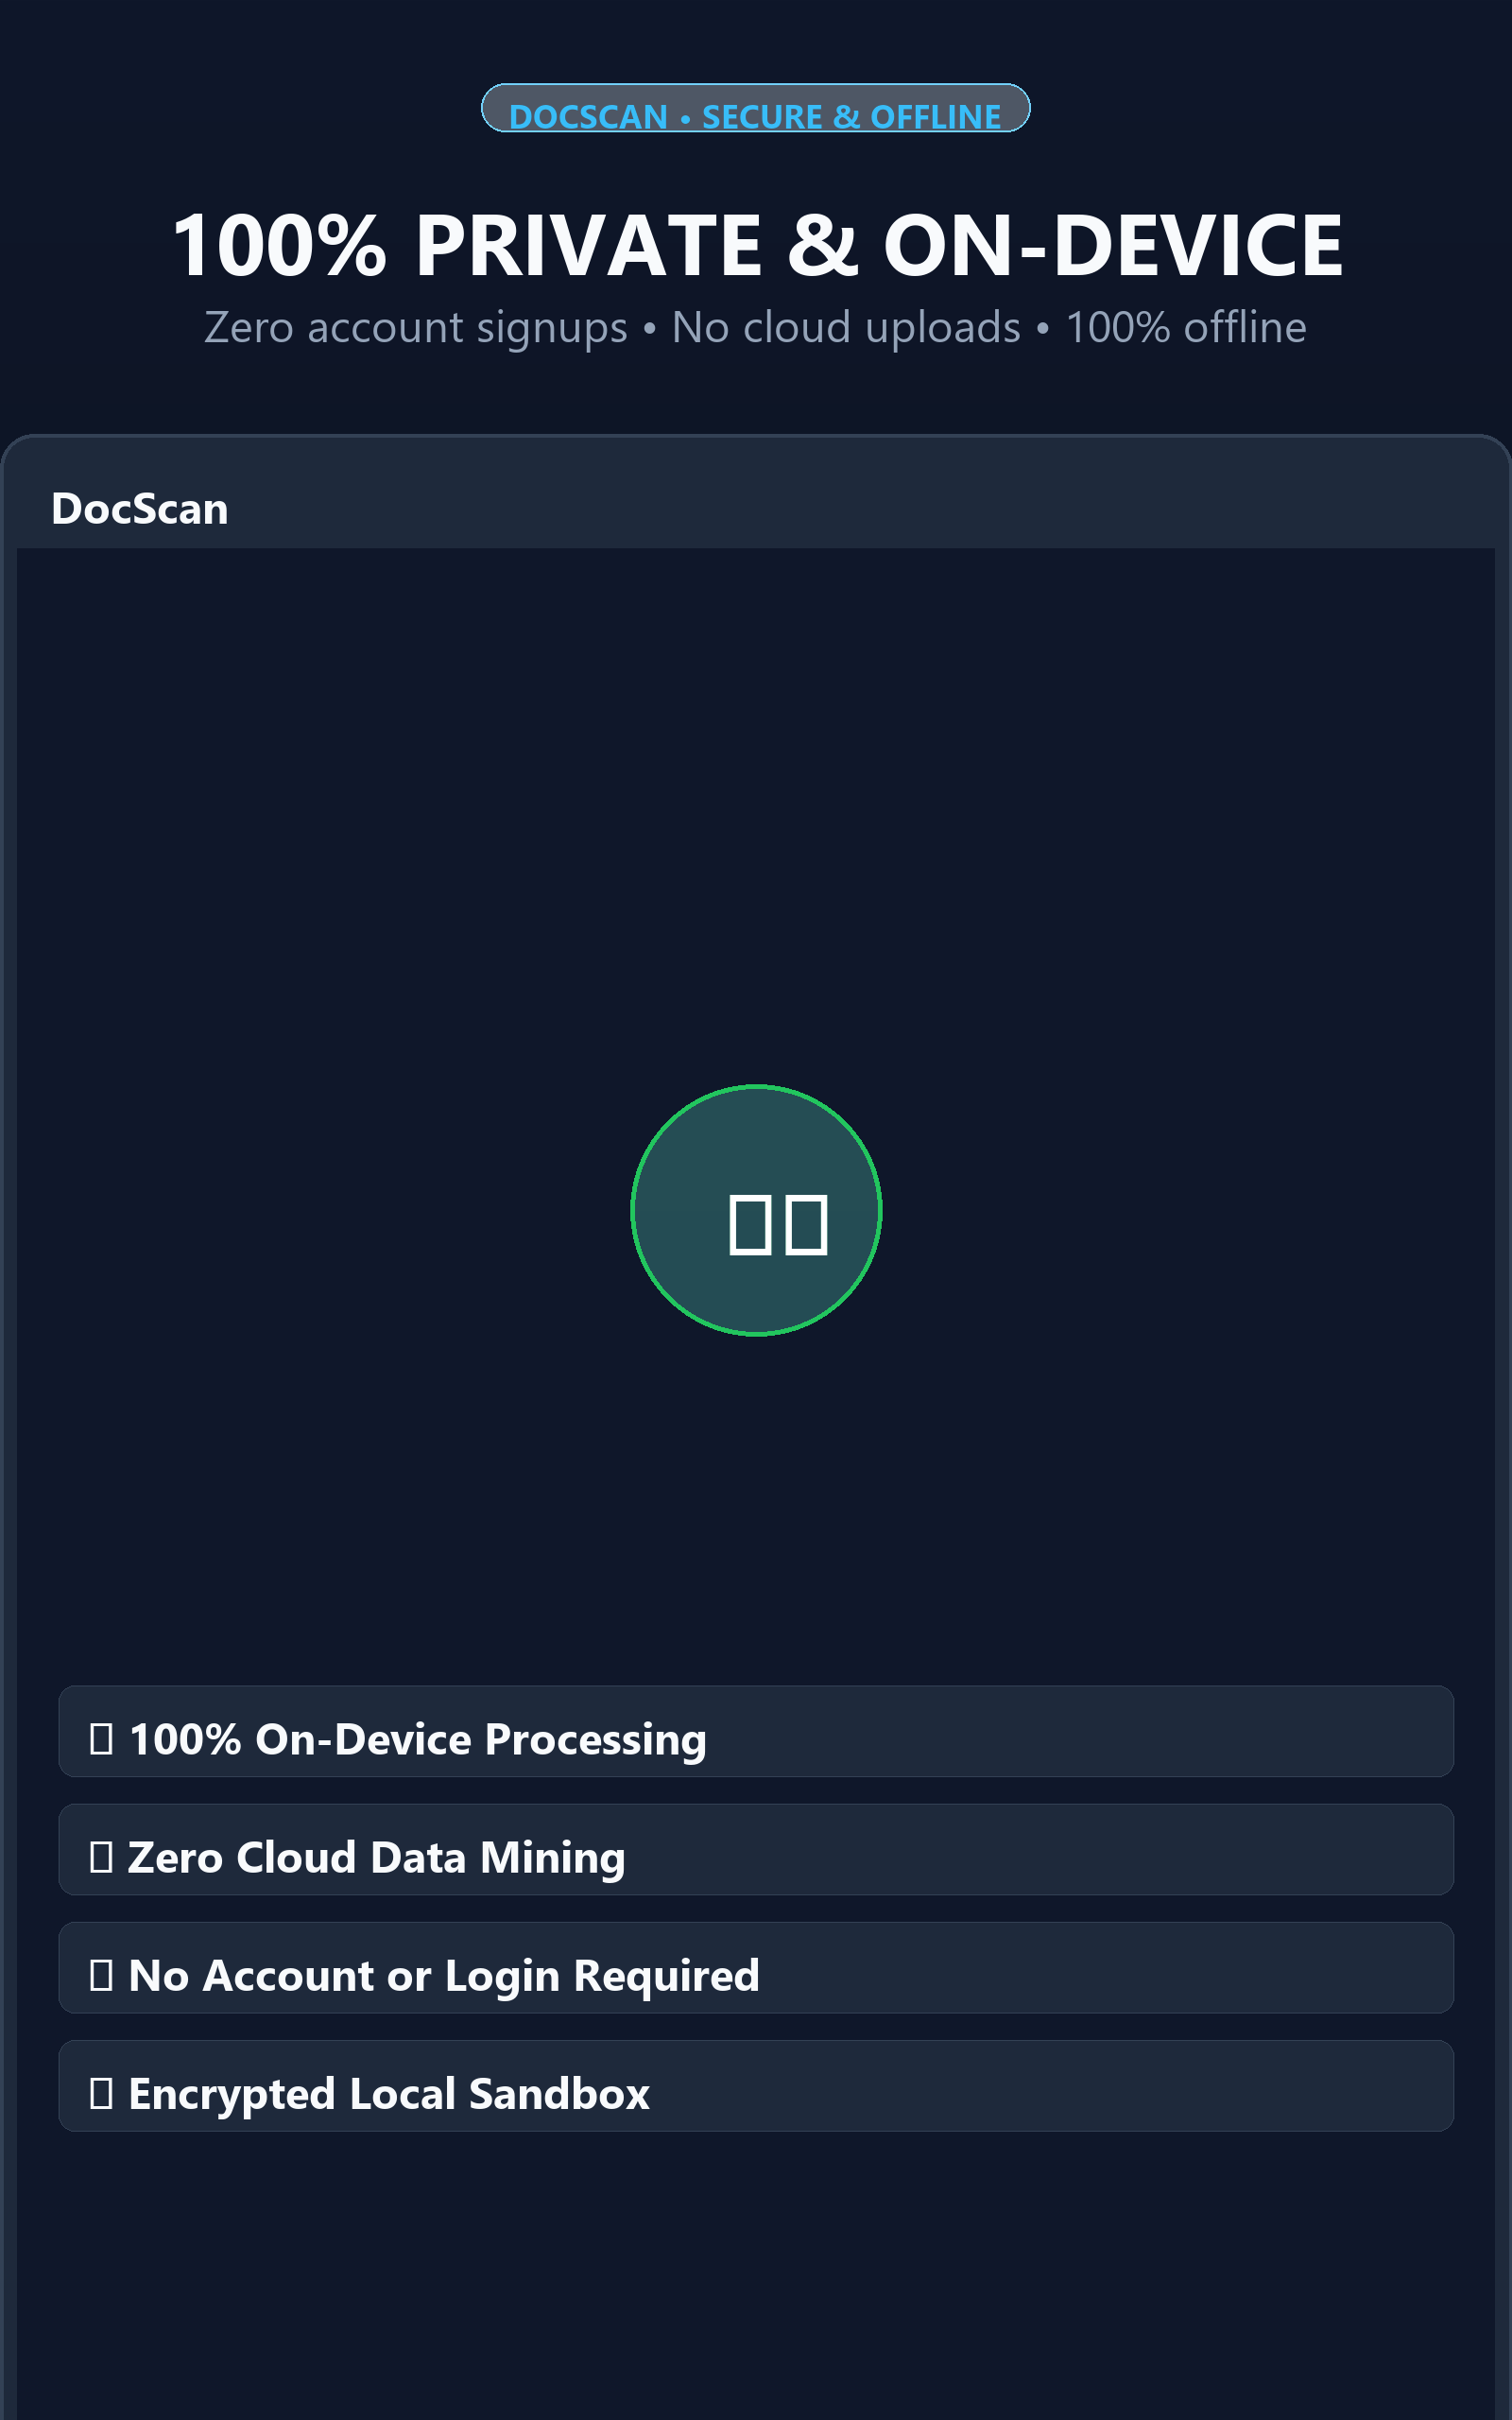 DOCSCAN • SECURE & OFFLINE
100% PRIVATE & ON-DEVICE
Zero account signups • No cloud uploads • 100% offline
DocScan
100% On-Device Processing
Zero Cloud Data Mining
No Account or Login Required
Encrypted Local Sandbox